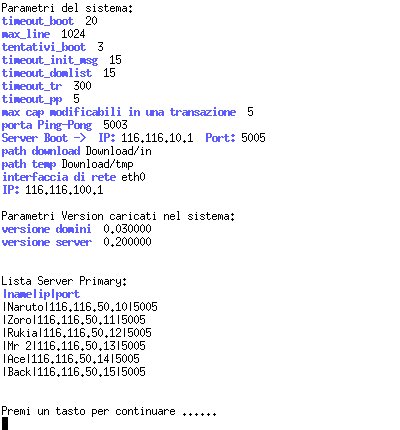 Parametri del sistema:
timeout_boot 20
max_line 1024
tentativi_boot 3
timeout_init_msg 15
timeout_domlist 15
timeout_tr 300
timeout_pp 5
max cap modificabili in una transazione 5
porta Ping-Pong 5003
Server Boot -> IP: 116.116.10.1 Port: 5005
path download Download/in
path temp Download/tmp
interfaccia di rete eth0
IP: 116.116.100.1
Parametri Version caricati nel sistema:
versione domini 0.030000
versione server 0.200000
Lista Server Primary:
|name|ip|port
|Naruto|116.116.50.10|5005
|Zoro|116.116.50.11|5005
|Rukia|116.116.50.12|5005
|Mr 2|116.116.50.13|5005
|Ace|116.116.50.14|5005
|Back|116.116.50.15|5005
Premi un tasto per continuare ......